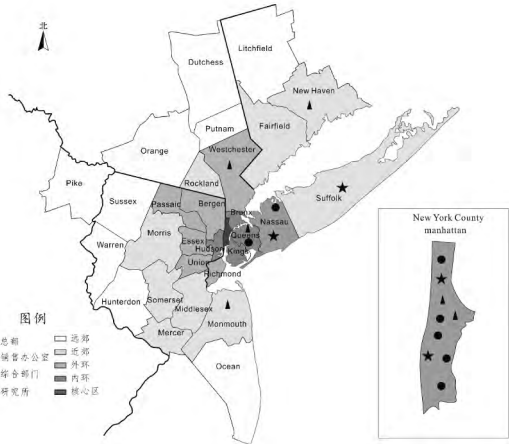 北
Litchfield
Dutchess
New Haven
Fairfield
Putnam
Orange
Westchester
Rockland
Pike
Sussex
Passaic
Bergen
Suffolk
Bronx
Nassau
Morris
Essex
Hudson
Queens
Kings
Warren
Union
Richmond
Hunterdon
Somerset
Middlesex
Monmouth
Mercer
Ocean
New York County
manhattan
图例
总部
远郊
销售办公室
近郊
综合部门
外环
内环
研究所
核心区